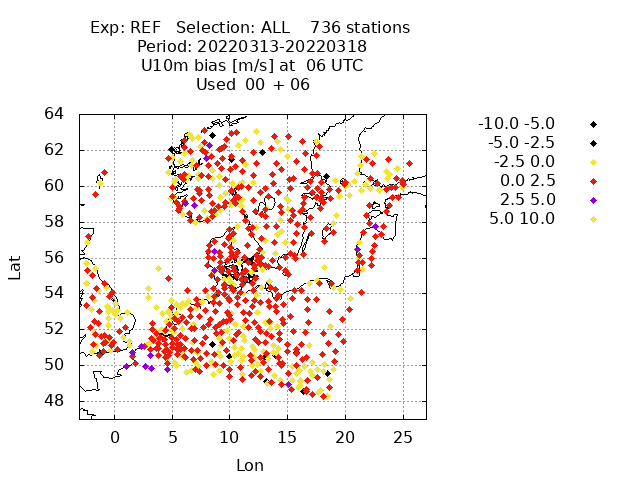 Exp: REF   Selection: ALL    736 stations
Period: 20220313-20220318
U10m bias [m/s] at  06 UTC
Used  00 + 06
-10.0 -5.0
-5.0 -2.5
-2.5 0.0
0.0 2.5
2.5 5.0
5.0 10.0
64
62
60
58
56
54
52
50
48
Lat
0 5 10 15 20 25
Lon